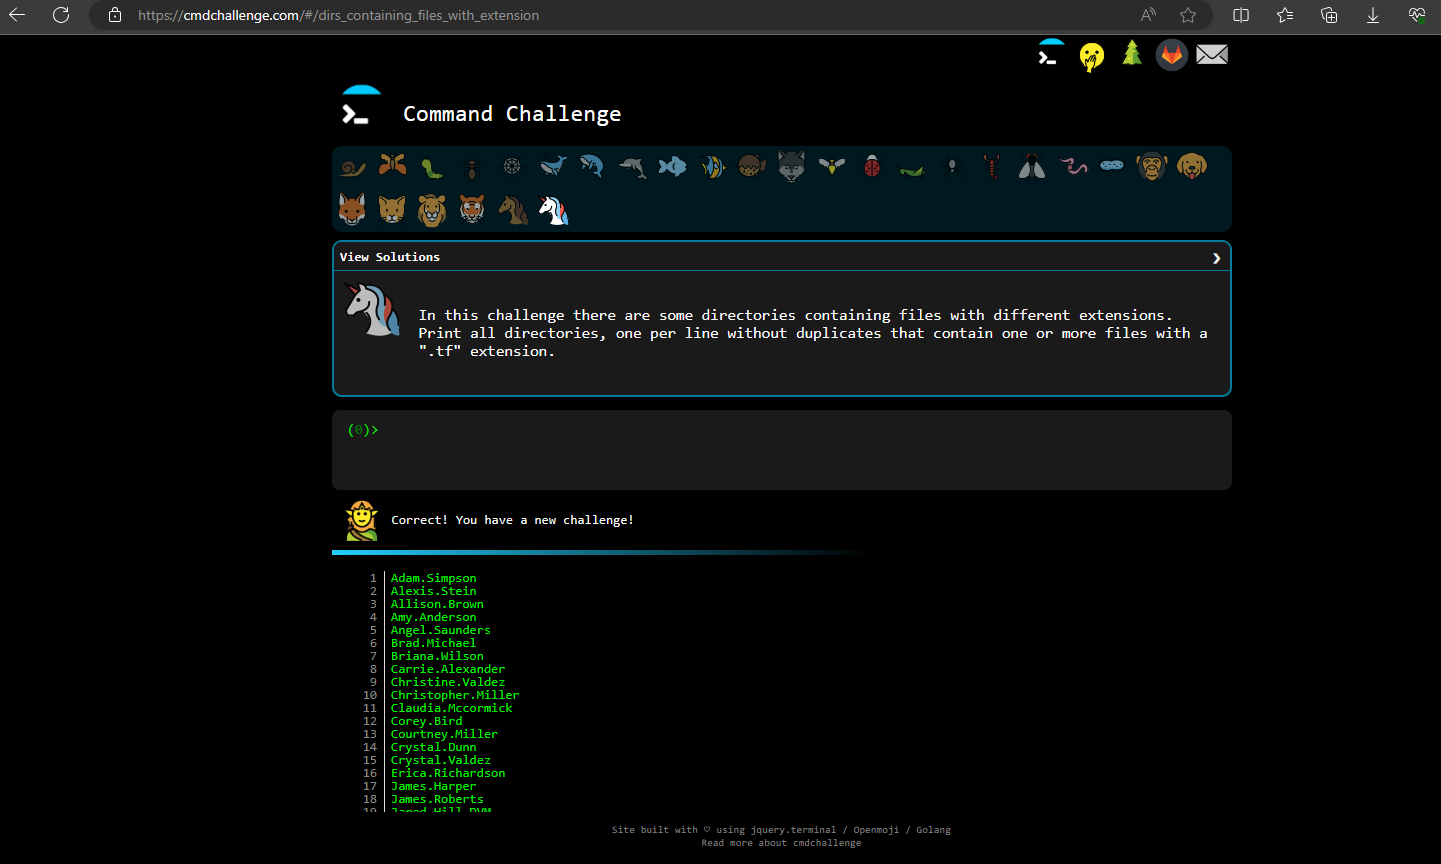 https://cmdchallenge.com/#/dirs_containing_files_with_extension
Command Challenge
View Solutions
In this challenge there are some directories containing files with different extensions.
Print all directories, one per line without duplicates that contain one or more files with a
".tf" extension.
(0)>
Correct! You have a new challenge!
1 Adam.Simpson
2 Alexis.Stein
3 Allison.Brown
4 Amy.Anderson
5 Angel.Saunders
6 Brad.Michael
7 Briana.Wilson
8 Carrie.Alexander
9 Christine.Valdez
10 Christopher.Miller
11 Claudia.Mccormick
12 Corey.Bird
13 Courtney.Miller
14 Crystal.Dunn
15 Crystal.Valdez
16 Erica.Richardson
17 James.Harper
18 James.Roberts
19 Jared.Hill.DVM
Site built with ♡ using jquery.terminal / Openmoji / Golang
Read more about cmdchallenge